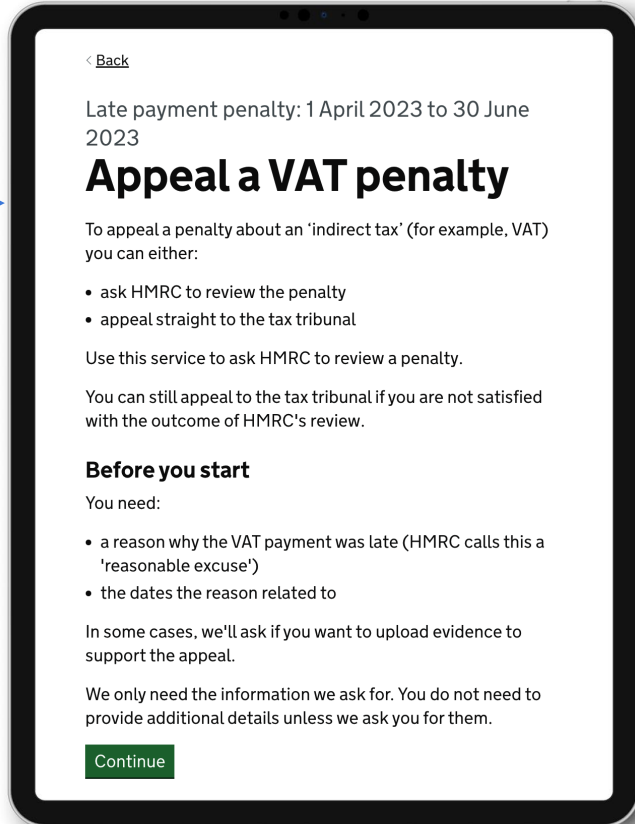 < Back
Late payment penalty: 1 April 2023 to 30 June
2023
Appeal a VAT penalty
To appeal a penalty about an ‘indirect tax’ (for example, VAT)
you can either:
• ask HMRC to review the penalty
• appeal straight to the tax tribunal
Use this service to ask HMRC to review a penalty.
You can still appeal to the tax tribunal if you are not satisfied
with the outcome of HMRC's review.
Before you start
You need:
• a reason why the VAT payment was late (HMRC calls this a
'reasonable excuse')
• the dates the reason related to
In some cases, we'll ask if you want to upload evidence to
support the appeal.
We only need the information we ask for. You do not need to
provide additional details unless we ask you for them.
Continue